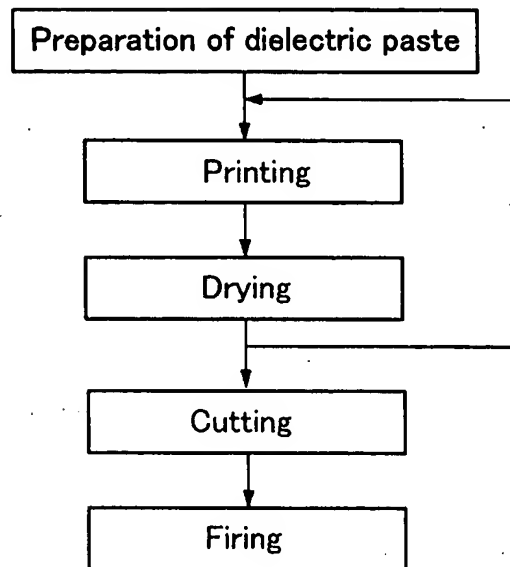 Preparation of dielectric paste
Printing
Drying
Cutting
Firing